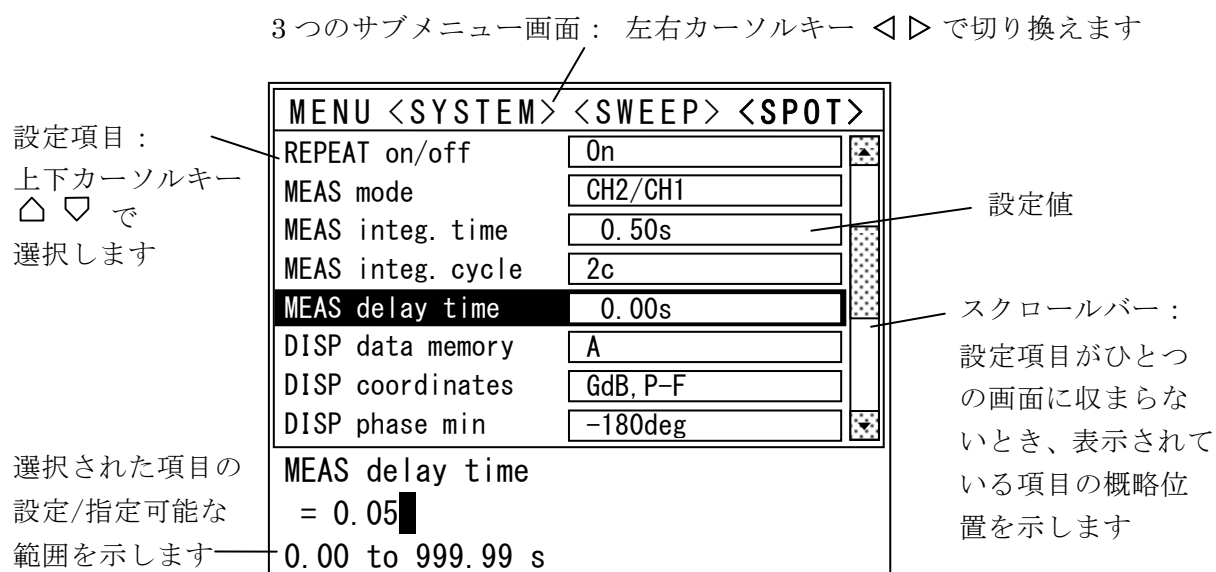 3つのサブメニュー画面： 左右カーソルキー ◁ ▷ で切り換えます
MENU <SYSTEM> <SWEEP> <SPOT>
設定項目：
上下カーソルキー
△ ▽ で
選択します
REPEAT on/off On
MEAS mode CH2/CH1
MEAS integ. time 0.50s
MEAS integ. cycle 2c
MEAS delay time 0.00s
DISP data memory A
DISP coordinates GdB,P-F
DISP phase min -180deg
設定値
スクロールバー：
設定項目がひとつ
の画面に収まらな
いとき、表示されて
いる項目の概略位
置を示します
選択された項目の
設定/指定可能な
範囲を示します
MEAS delay time
= 0.05
0.00 to 999.99 s